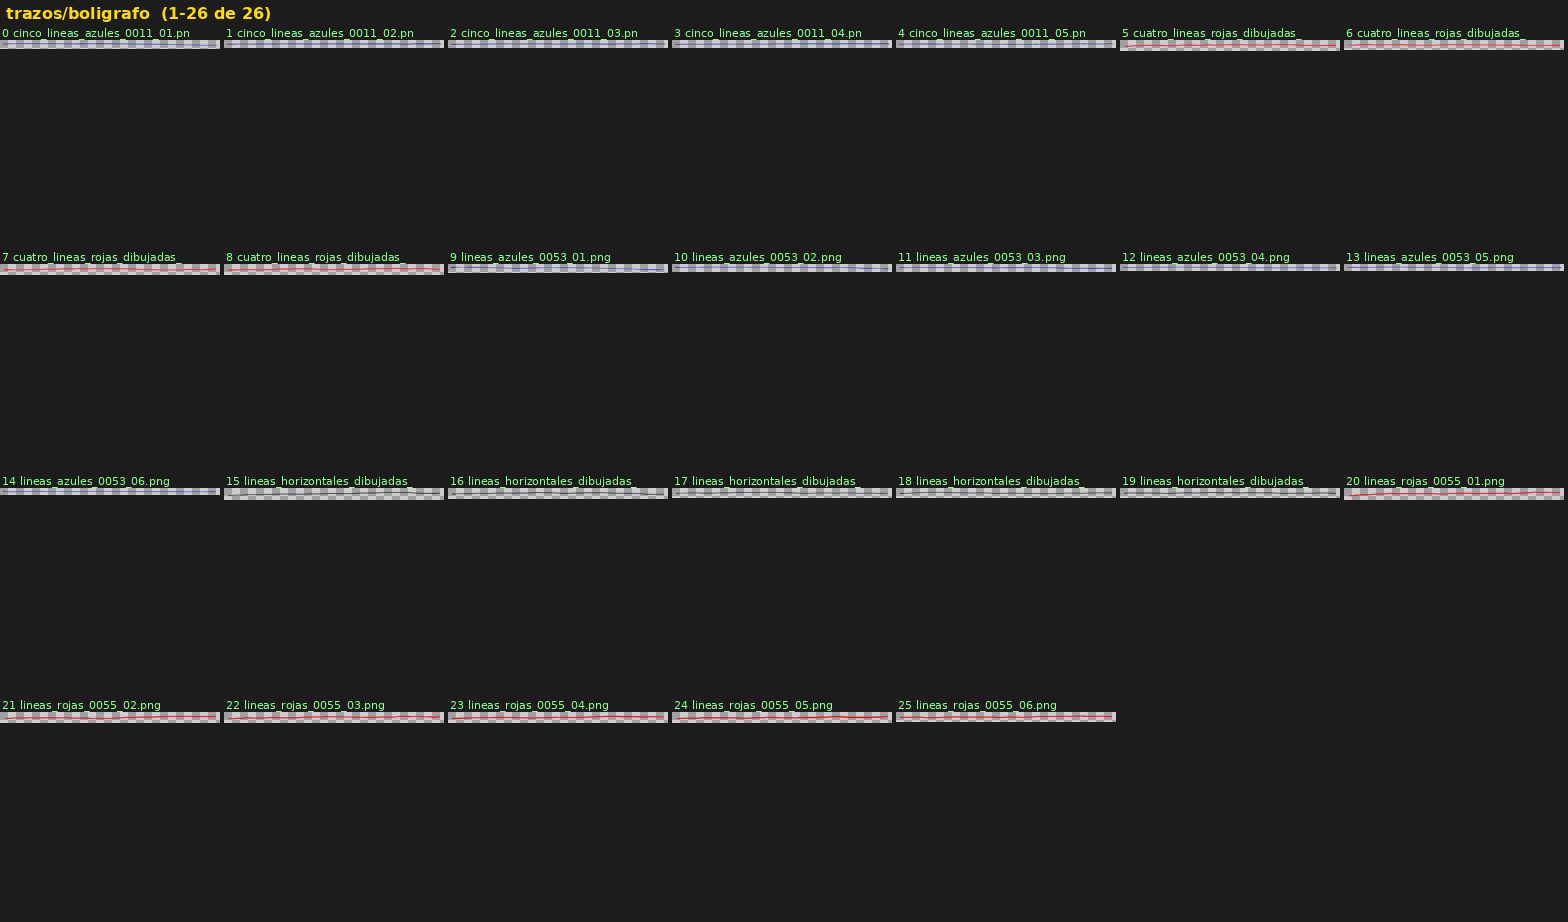 trazos/boligrafo (1-26 de 26)
0 cinco_lineas_azules_0011_01.pn
1 cinco_lineas_azules_0011_02.pn
2 cinco_lineas_azules_0011_03.pn
3 cinco_lineas_azules_0011_04.pn
4 cinco_lineas_azules_0011_05.pn
5 cuatro_lineas_rojas_dibujadas_
6 cuatro_lineas_rojas_dibujadas_
7 cuatro_lineas_rojas_dibujadas_
8 cuatro_lineas_rojas_dibujadas_
9 lineas_azules_0053_01.png
10 lineas_azules_0053_02.png
11 lineas_azules_0053_03.png
12 lineas_azules_0053_04.png
13 lineas_azules_0053_05.png
14 lineas_azules_0053_06.png
15 lineas_horizontales_dibujadas_
16 lineas_horizontales_dibujadas_
17 lineas_horizontales_dibujadas_
18 lineas_horizontales_dibujadas_
19 lineas_horizontales_dibujadas_
20 lineas_rojas_0055_01.png
21 lineas_rojas_0055_02.png
22 lineas_rojas_0055_03.png
23 lineas_rojas_0055_04.png
24 lineas_rojas_0055_05.png
25 lineas_rojas_0055_06.png